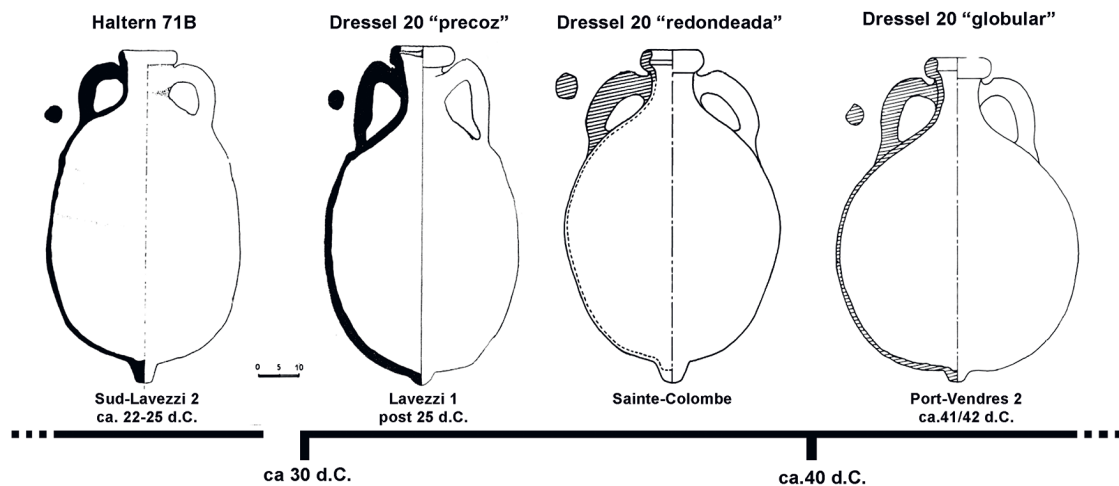 Haltern 71B
Dressel 20 “precoz”
Dressel 20 “redondeada”
Dressel 20 “globular”
0 5 10
Sud-Lavezzi 2
ca. 22-25 d.C.
Lavezzi 1
post 25 d.C.
Sainte-Colombe
Port-Vendres 2
ca.41/42 d.C.
ca 30 d.C.
ca.40 d.C.